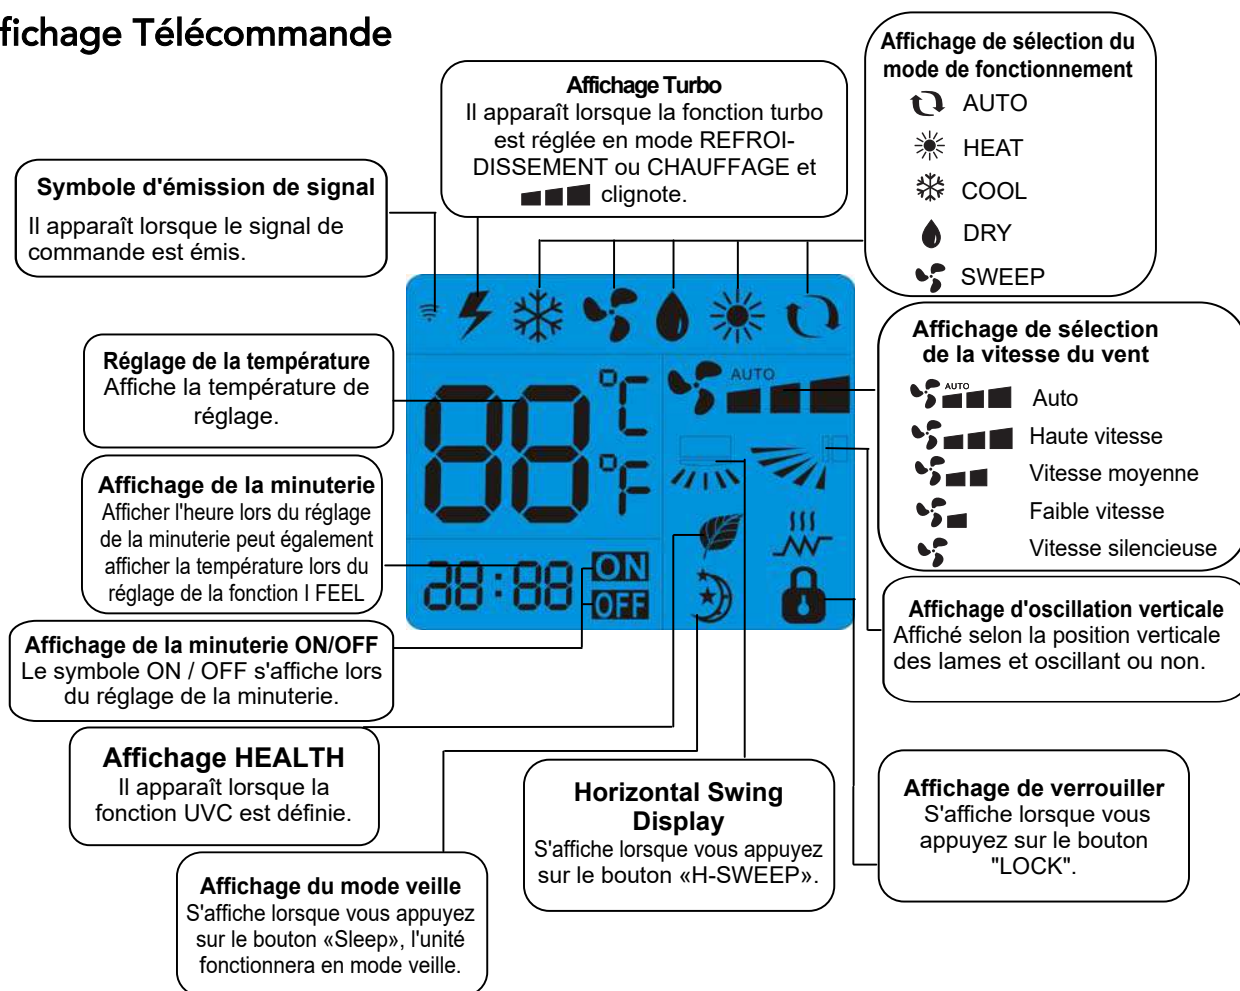 fichage Télécommande
Affichage Turbo
Il apparaît lorsque la fonction turbo
est réglée en mode REFROI-
DISSEMENT ou CHAUFFAGE et
clignote.
Affichage de sélection du
mode de fonctionnement
AUTO
HEAT
COOL
DRY
SWEEP
Symbole d'émission de signal
Il apparaît lorsque le signal de
commande est émis.
Réglage de la température
Affiche la température de
réglage.
Affichage de la minuterie
Afficher l'heure lors du réglage
de la minuterie peut également
afficher la température lors du
réglage de la fonction I FEEL
Affichage de la minuterie ON/OFF
Le symbole ON / OFF s'affiche lors
du réglage de la minuterie.
88
°C
°F
AUTO
88:88
ON
OFF
Affichage de sélection
de la vitesse du vent
AUTO
Auto
Haute vitesse
Vitesse moyenne
Faible vitesse
Vitesse silencieuse
Affichage d'oscillation verticale
Affiché selon la position verticale
des lames et oscillant ou non.
Affichage HEALTH
Il apparaît lorsque la
fonction UVC est définie.
Affichage du mode veille
S'affiche lorsque vous appuyez
sur le bouton «Sleep», l'unité
fonctionnera en mode veille.
Horizontal Swing
Display
S'affiche lorsque vous appuyez
sur le bouton «H-SWEEP».
Affichage de verrouiller
S'affiche lorsque vous
appuyez sur le bouton
"LOCK".